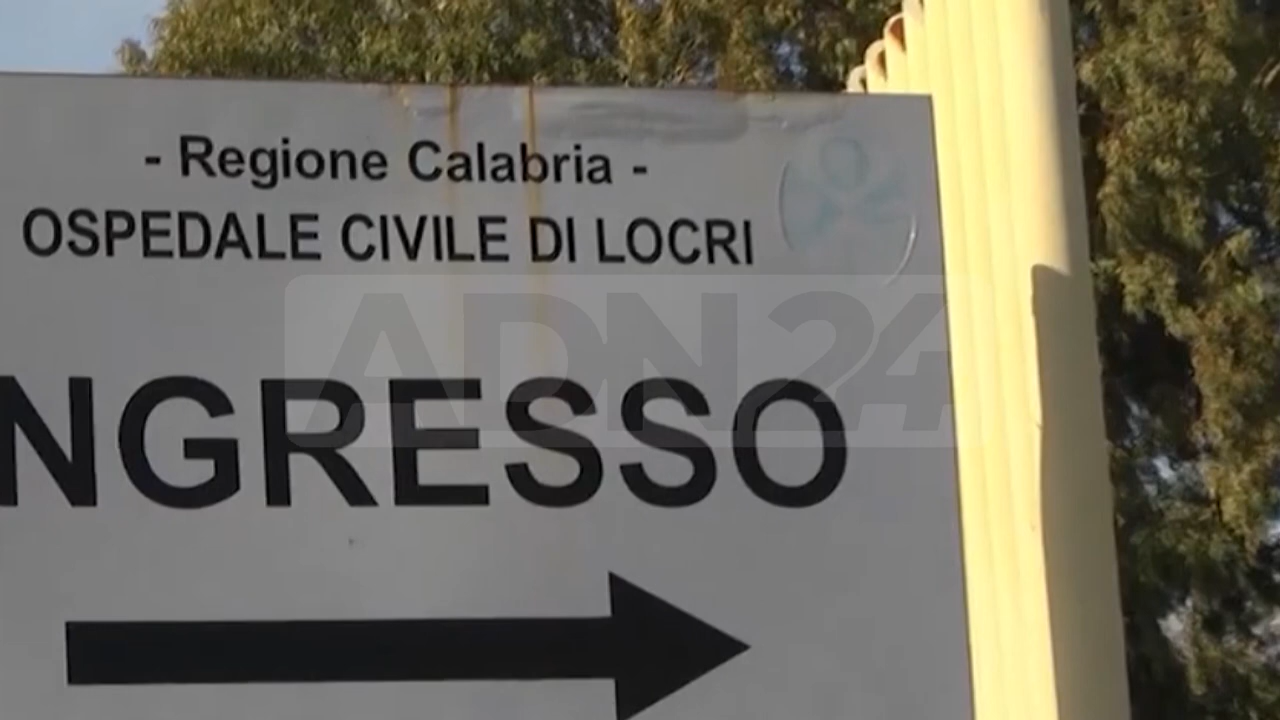 - Regione Calabria -
OSPEDALE CIVILE DI LOCRI
ADN24
NGRESSO